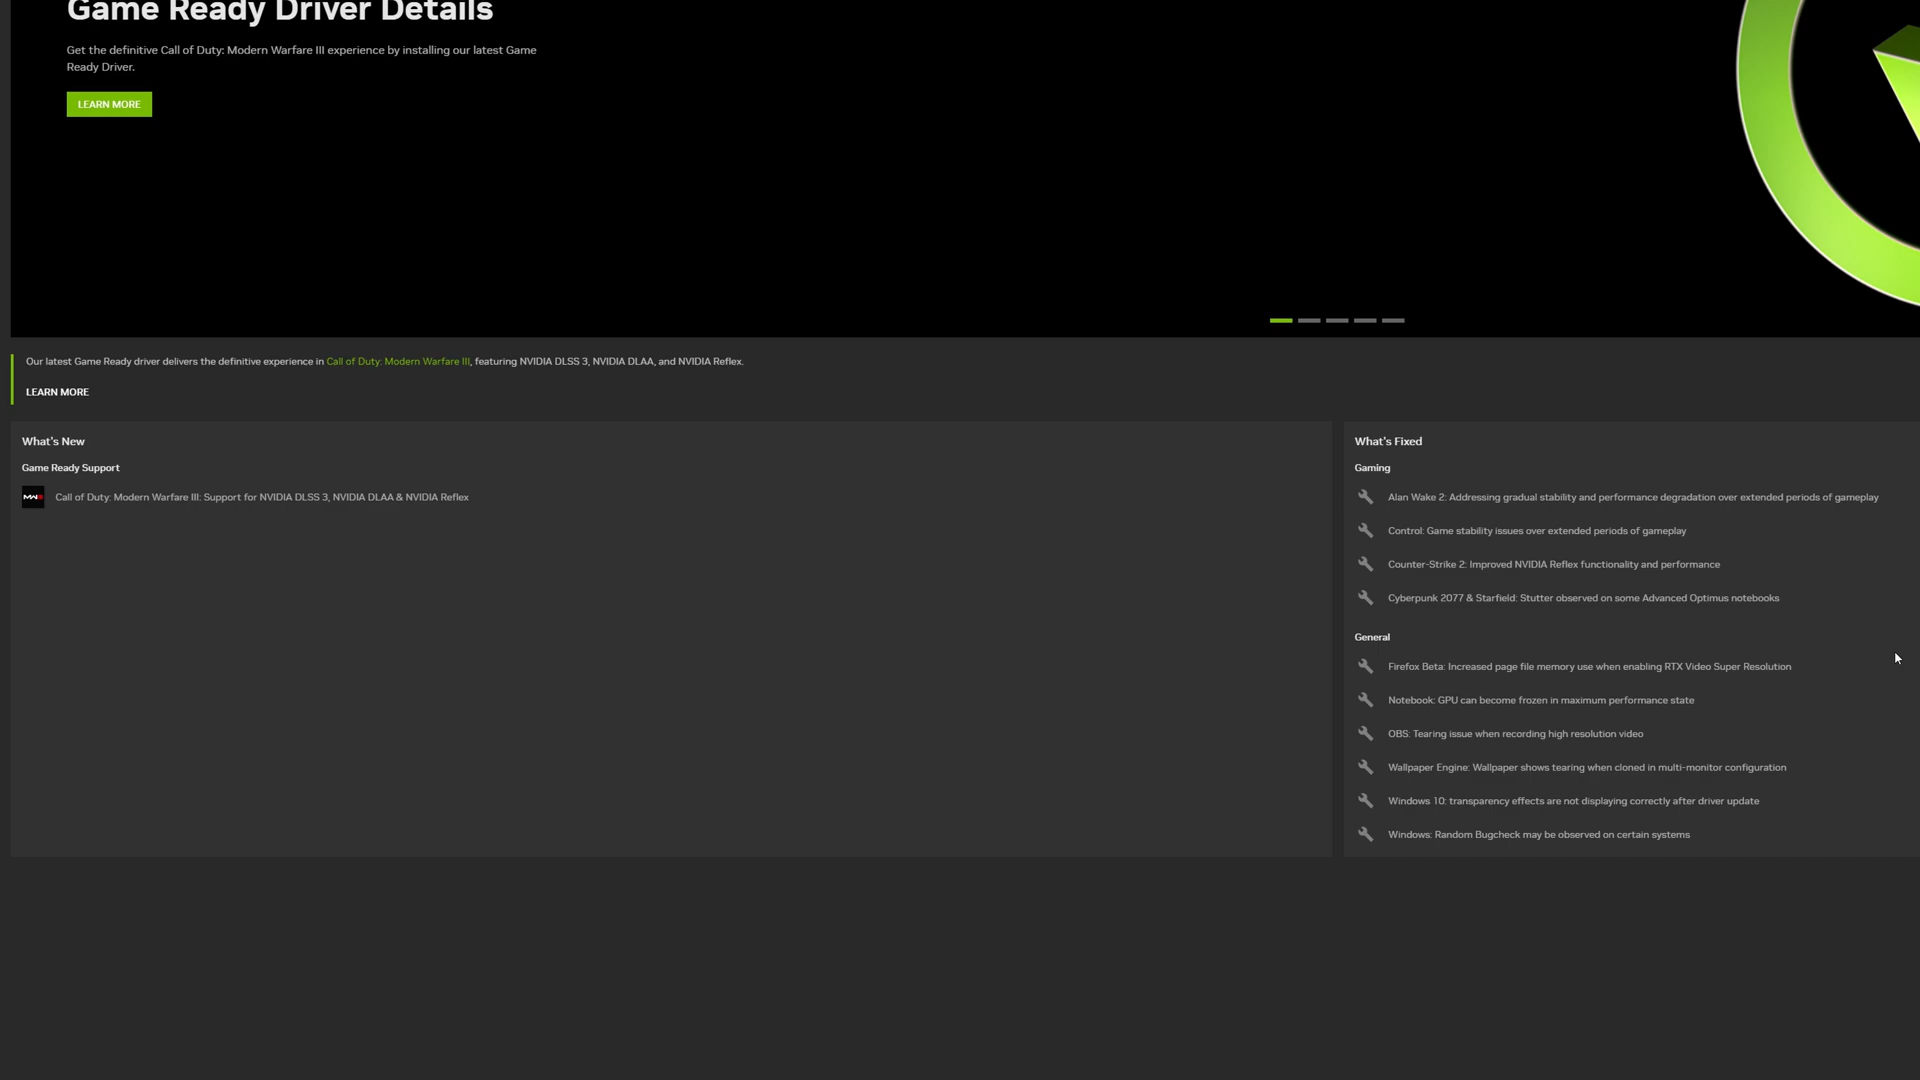 Game Ready Driver Details
Get the definitive Call of Duty: Modern Warfare III experience by installing our latest Game
Ready Driver.
LEARN MORE
Our latest Game Ready driver delivers the definitive experience in Call of Duty: Modern Warfare III, featuring NVIDIA DLSS 3, NVIDIA DLAA, and NVIDIA Reflex.
LEARN MORE
What's New
Game Ready Support
Call of Duty: Modern Warfare III: Support for NVIDIA DLSS 3, NVIDIA DLAA & NVIDIA Reflex
What's Fixed
Gaming
Alan Wake 2: Addressing gradual stability and performance degradation over extended periods of gameplay
Control: Game stability issues over extended periods of gameplay
Counter-Strike 2: Improved NVIDIA Reflex functionality and performance
Cyberpunk 2077 & Starfield: Stutter observed on some Advanced Optimus notebooks
General
Firefox Beta: Increased page file memory use when enabling RTX Video Super Resolution
Notebook: GPU can become frozen in maximum performance state
OBS: Tearing issue when recording high resolution video
Wallpaper Engine: Wallpaper shows tearing when cloned in multi-monitor configuration
Windows 10: transparency effects are not displaying correctly after driver update
Windows: Random Bugcheck may be observed on certain systems